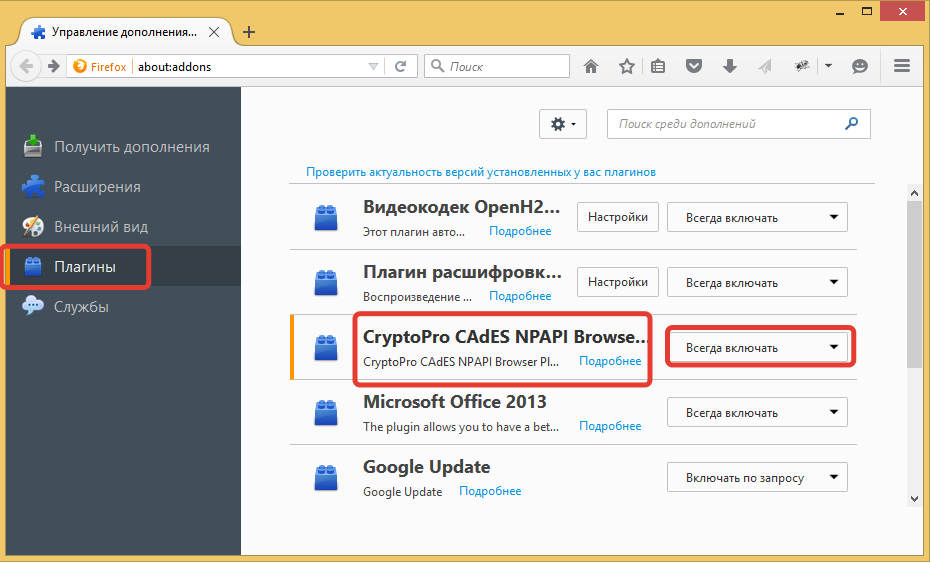 Управление дополнения...
Firefox
about:addons
Поиск
Получить дополнения
Расширения
Внешний вид
Плагины
Службы
Поиск среди дополнений
Проверить актуальность версий установленных у вас плагинов
Видеокодек OpenH2...
Этот плагин авто... Подробнее
Настройки
Всегда включать
Плагин расшифровк...
Воспроизведение ... Подробнее
Настройки
Всегда включать
CryptoPro CAdES NPAPI Browse...
CryptoPro CAdES NPAPI Browser Pl... Подробнее
Всегда включать
Microsoft Office 2013
The plugin allows you to have a bet... Подробнее
Всегда включать
Google Update
Google Update Подробнее
Включать по запросу